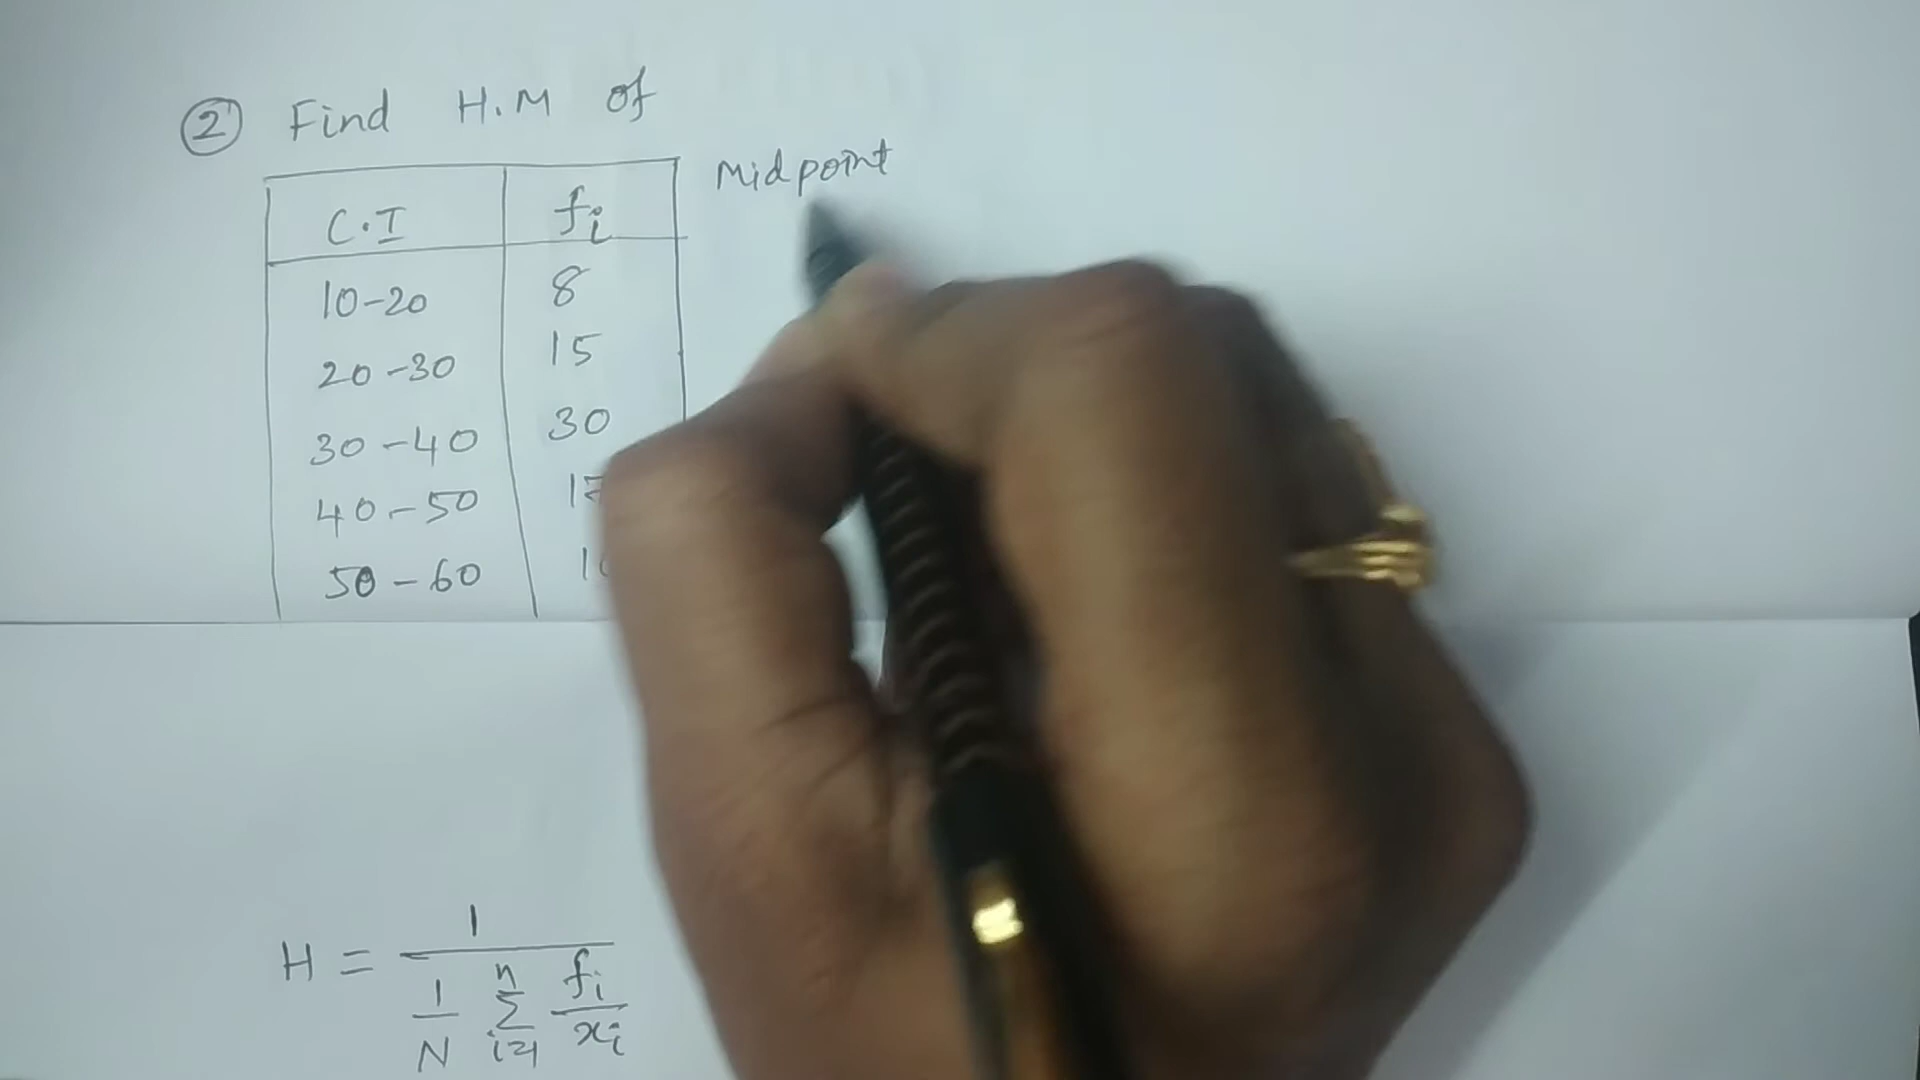 ② Find H.M of
Midpoint
C.I fi
10-20 8
20-30 15
30-40 30
40-50
50-60
H = 1 / (1/N n Σ i=1 fi/xi)